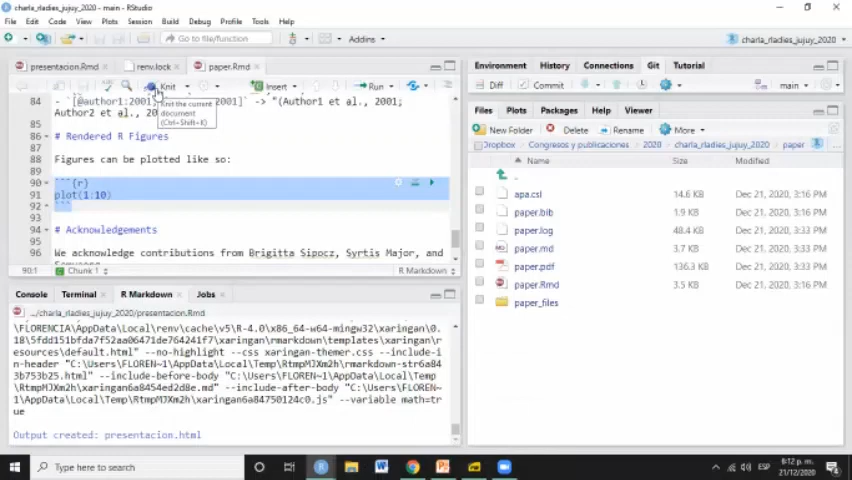 charla_rladies_jujuy_2020 - main - RStudio
File Edit Code View Plots Session Build Debug Profile Tools Help
Go to file/function Addins charla_rladies_jujuy_2020
presentacion.Rmd renv.lock paper.Rmd
Knit Insert Run
84 - `[@author1:2001; 2001]` -> "(Author1 et al., 2001;
Author2 et al., 20
Knit the current
document
(Ctrl+Shift+K)
85
86 # Rendered R Figures
87
88 Figures can be plotted like so:
89
90 ```{r}
91 plot(1:10)
92 ```
93
94 # Acknowledgements
95
96 We acknowledge contributions from Brigitta Sipocz, Syrtis Major, and
Semyeong
90:1 Chunk 1 R Markdown
Console Terminal R Markdown Jobs
.../charla_rladies_jujuy_2020/presentacion.Rmd
\FLORENCIA\AppData\Local\renv\cache\v5\R-4.0\x86_64-w64-mingw32\xaringan\0.
18\5fdd151bfda7f52aa06471de764241f7\xaringan\rmarkdown\templates\xaringan\r
esources\default.html" --no-highlight --css xaringan-themer.css --include-i
n-header "C:\Users\FLOREN~1\AppData\Local\Temp\RtmpMJXm2h\rmarkdown-str6a84
3b753b25.html" --include-before-body "C:\Users\FLOREN~1\AppData\Local\Temp
\RtmpMJXm2h\xaringan6a8454ed2d8e.md" --include-after-body "C:\Users\FLOREN~
1\AppData\Local\Temp\RtmpMJXm2h\xaringan6a84750124c0.js" --variable math=tr
ue
Output created: presentacion.html
Environment History Connections Git Tutorial
Diff Commit main
Files Plots Packages Help Viewer
New Folder Delete Rename More
Dropbox Congresos y publicaciones 2020 charla_rladies_jujuy_2020 paper
Name Size Modified
..
apa.csl 14.6 KB Dec 21, 2020, 3:16 PM
paper.bib 1.9 KB Dec 21, 2020, 3:16 PM
paper.log 48.4 KB Dec 21, 2020, 3:33 PM
paper.md 3.7 KB Dec 21, 2020, 3:33 PM
paper.pdf 136.3 KB Dec 21, 2020, 3:33 PM
paper.Rmd 3.5 KB Dec 21, 2020, 3:16 PM
paper_files
Type here to search
ESP 8:12 p. m.
21/12/2020